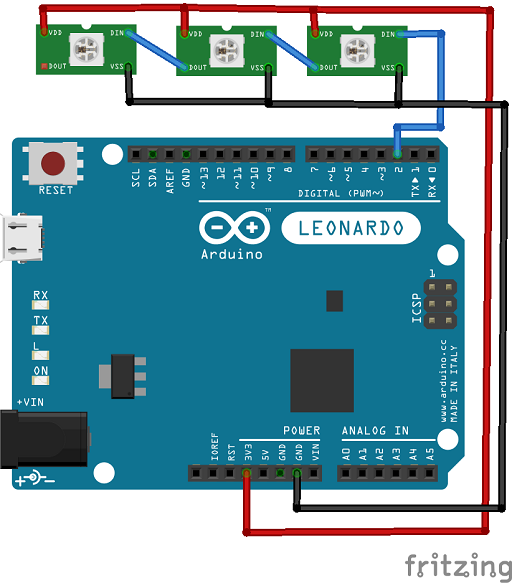 VDD DIN VDD DIN VDD DIN
DOUT VSS DOUT VSS DOUT VSS
RESET
SCL SDA AREF GND ~13 12 ~11 ~10 ~9 8 7 ~6 ~5 4 ~3 2 TX▶1 RX◀0
DIGITAL (PWM~)
TM
LEONARDO
Arduino
1
ICSP
RX
TX
L
ON
+VIN
www.arduino.cc
MADE IN ITALY
POWER ANALOG IN
IOREF RST 3V3 5V GND GND VIN A0 A1 A2 A3 A4 A5
fritzing